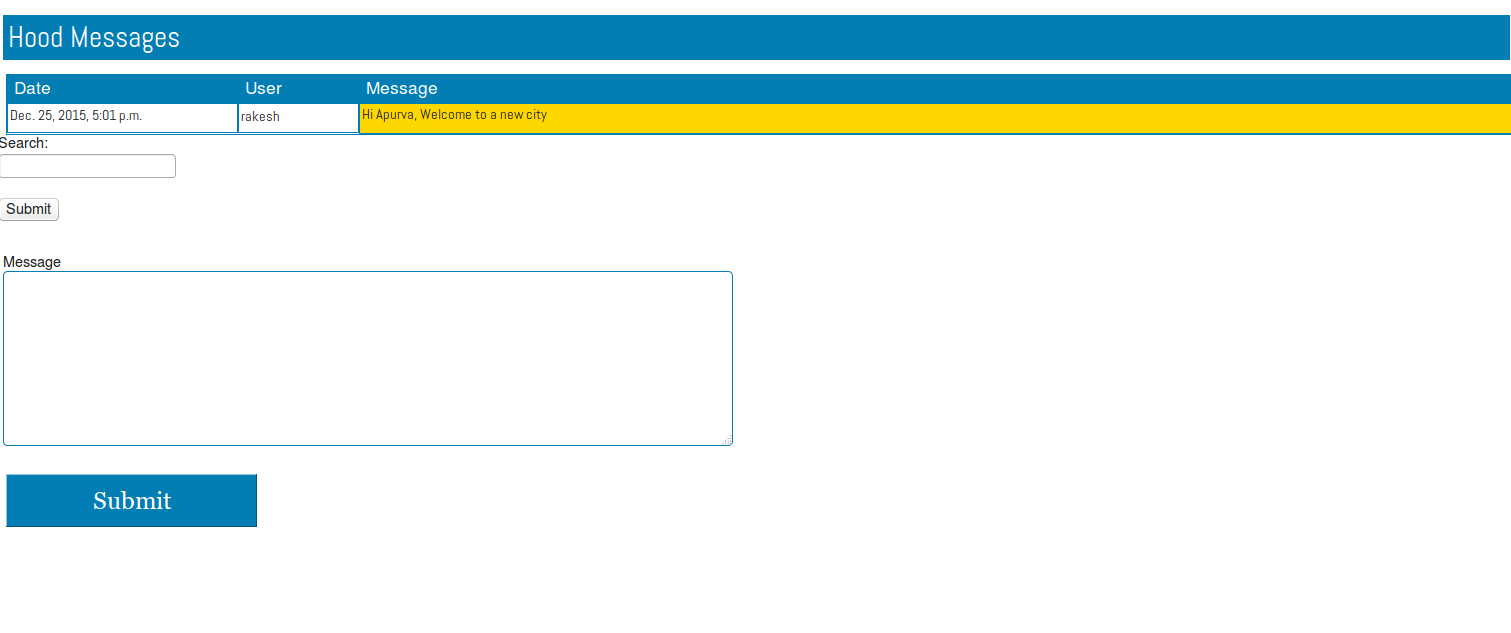 Hood Messages
Date User Message
Dec. 25, 2015, 5:01 p.m. rakesh Hi Apurva, Welcome to a new city
Search:
Submit
Message
Submit